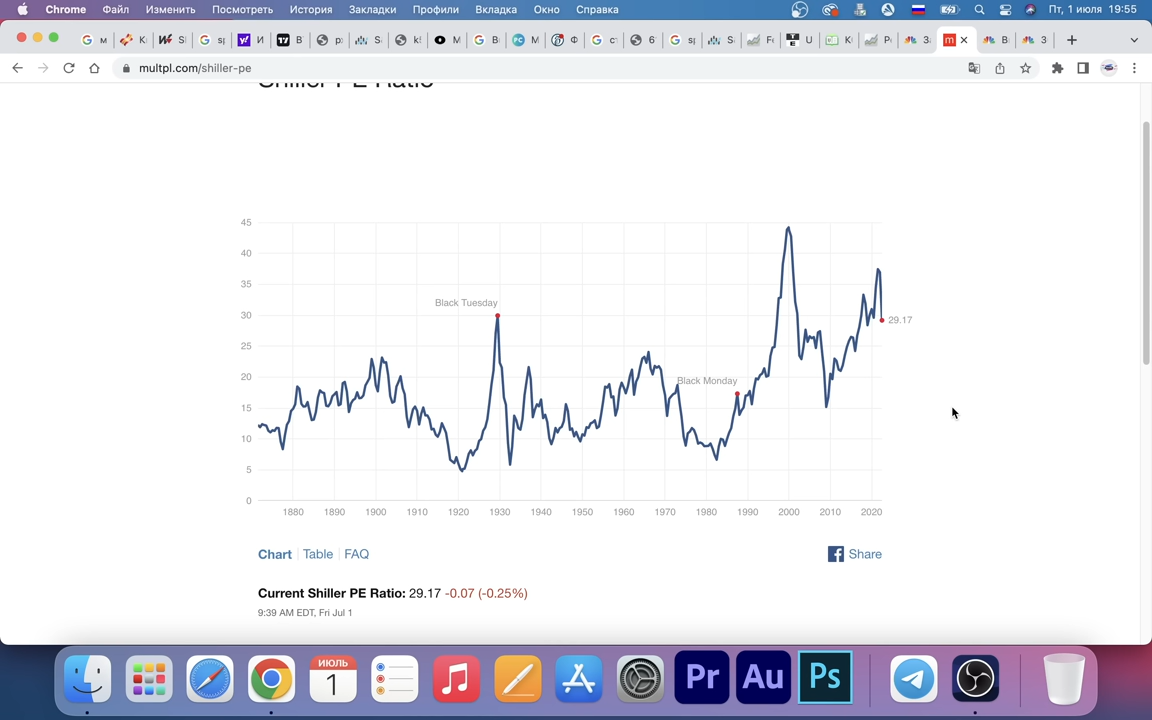 Chrome Файл Изменить Посмотреть История Закладки Профили Вкладка Окно Справка Пт, 1 июля 19:55
multpl.com/shiller-pe
Shiller PE Ratio
45
40
35
30
25
20
15
10
5
0
Black Tuesday
Black Monday
29.17
1880 1890 1900 1910 1920 1930 1940 1950 1960 1970 1980 1990 2000 2010 2020
Chart Table FAQ Share
Current Shiller PE Ratio: 29.17 -0.07 (-0.25%)
9:39 AM EDT, Fri Jul 1
ИЮЛЬ
1
Pr Au Ps